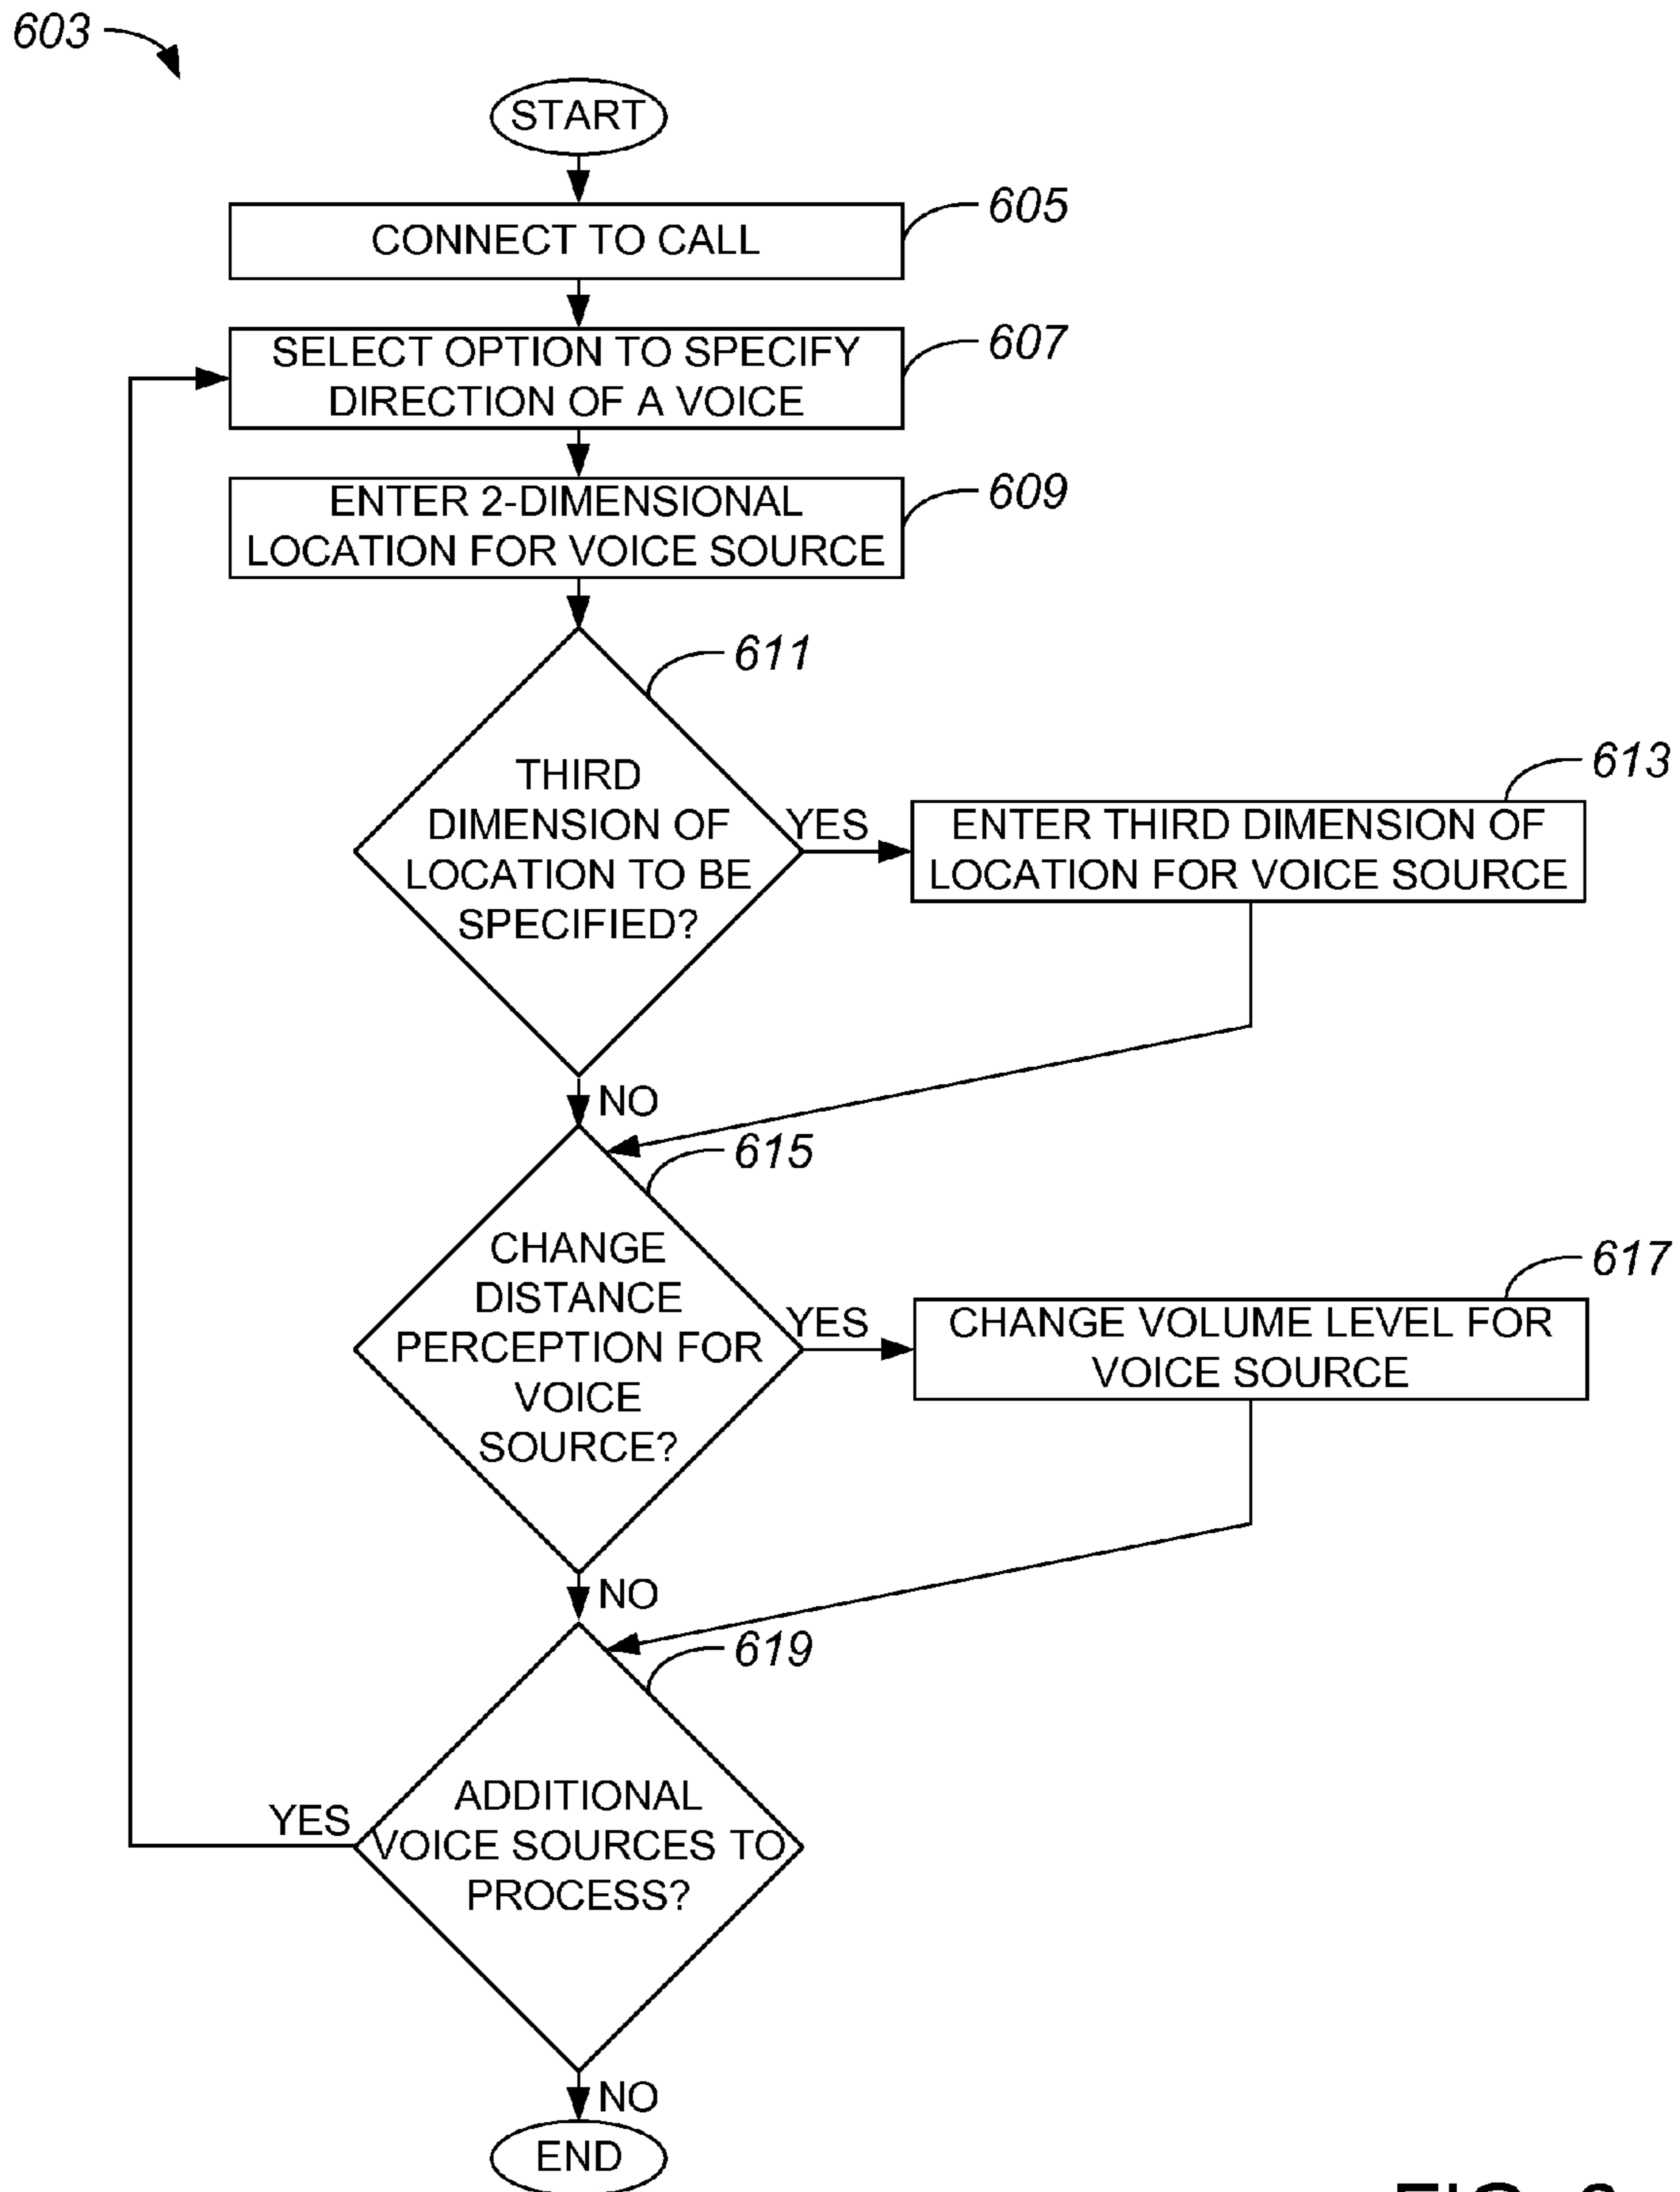 603
START
CONNECT TO CALL
605
SELECT OPTION TO SPECIFY
DIRECTION OF A VOICE
607
ENTER 2-DIMENSIONAL
LOCATION FOR VOICE SOURCE
609
611
THIRD
DIMENSION OF
LOCATION TO BE
SPECIFIED?
YES
613
ENTER THIRD DIMENSION OF
LOCATION FOR VOICE SOURCE
NO
615
CHANGE
DISTANCE
PERCEPTION FOR
VOICE
SOURCE?
YES
617
CHANGE VOLUME LEVEL FOR
VOICE SOURCE
NO
619
ADDITIONAL
VOICE SOURCES TO
PROCESS?
YES
NO
END